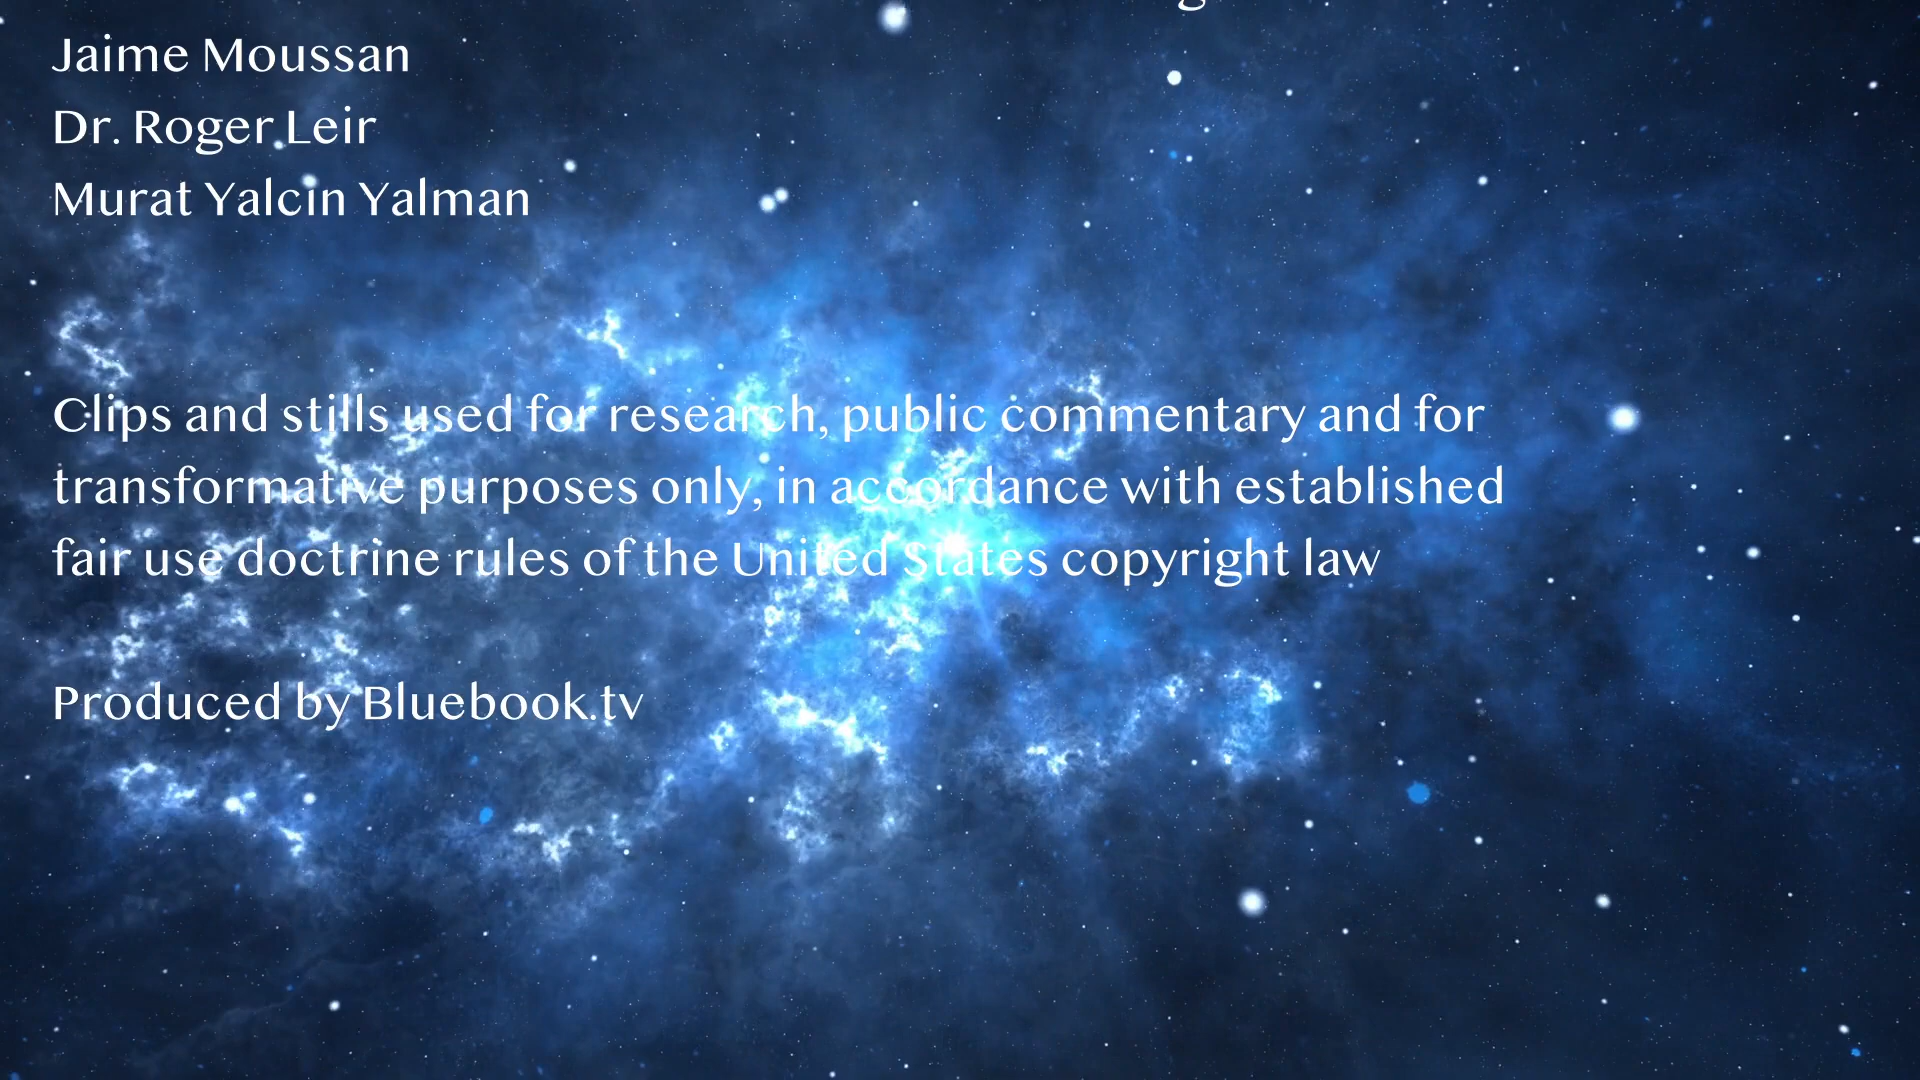 Jaime Moussan
Dr. Roger Leir
Murat Yalcin Yalman
Clips and stills used for research, public commentary and for
transformative purposes only, in accordance with established
fair use doctrine rules of the United States copyright law
Produced by Bluebook.tv